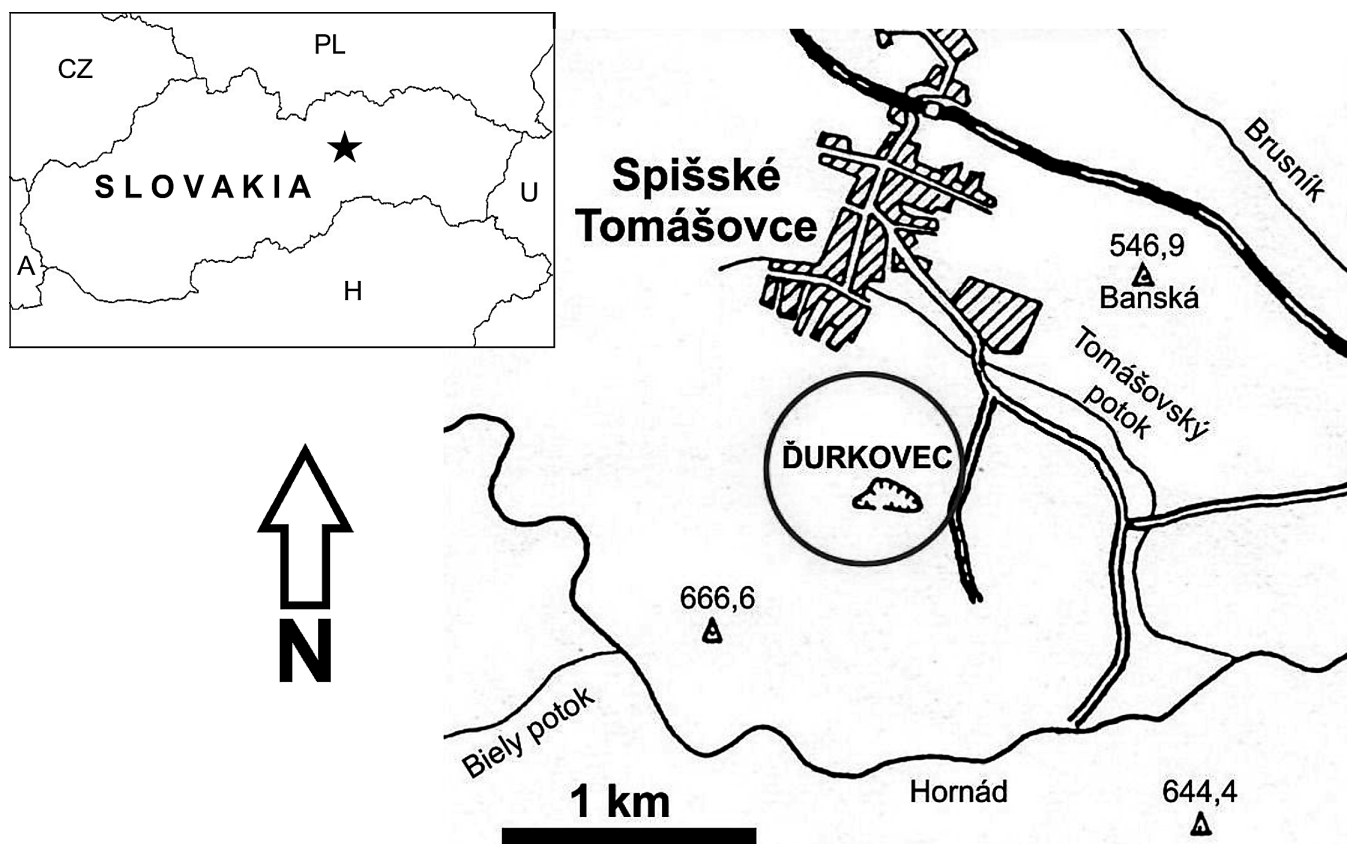 CZ
PL
SLOVAKIA
U
A
H
Spišské
Tomášovce
Brusník
546,9
Banská
Tomášovský
potok
ĎURKOVEC
666,6
N
Biely potok
Hornád
1 km
644,4